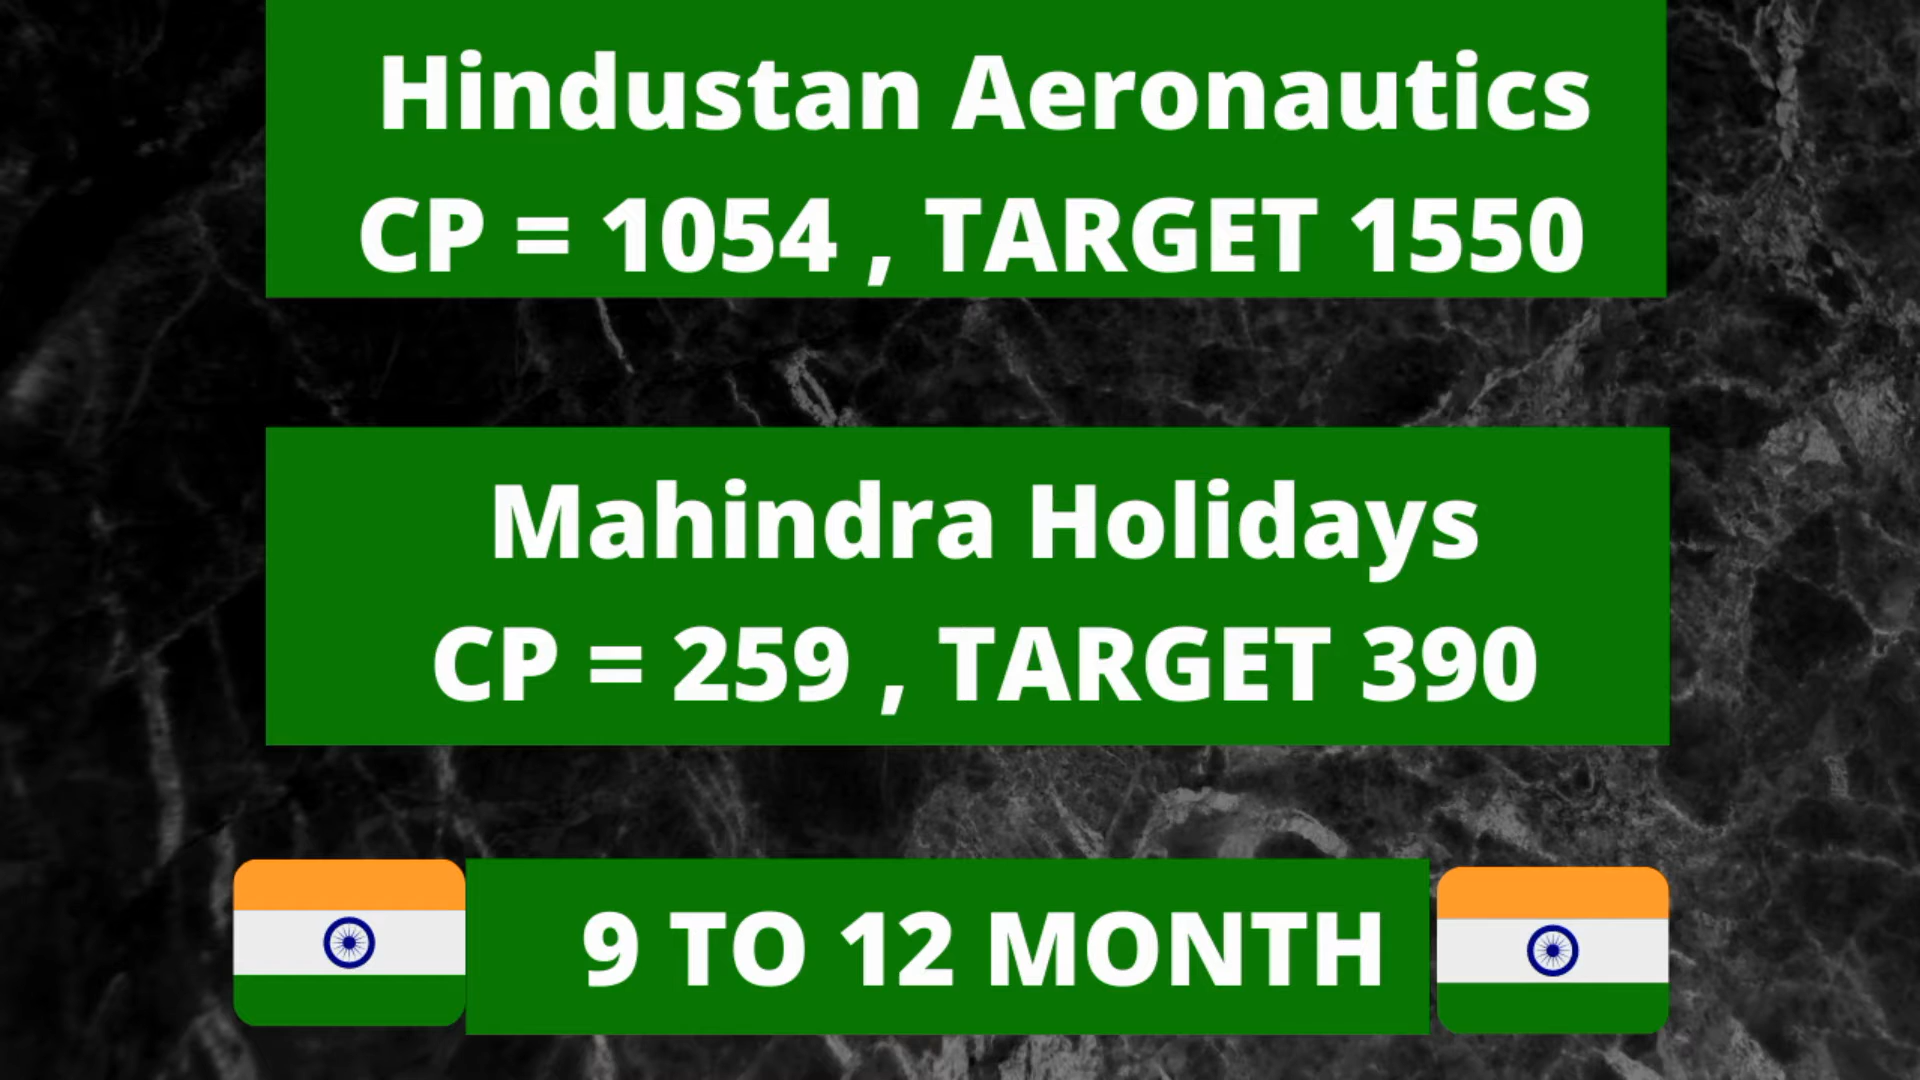 Hindustan Aeronautics
CP = 1054 , TARGET 1550
Mahindra Holidays
CP = 259 , TARGET 390
9 TO 12 MONTH